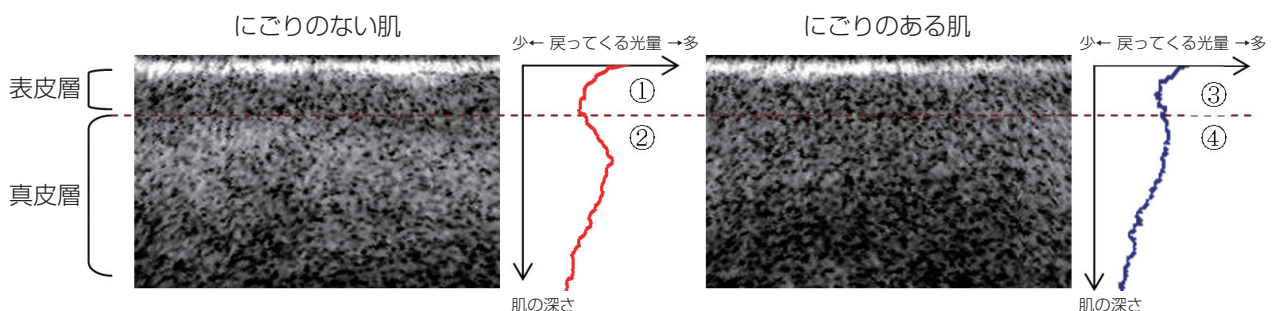 にごりのない肌
にごりのある肌
少← 戻ってくる光量 →多
少← 戻ってくる光量 →多
表皮層
真皮層
①
②
③
④
肌の深さ
肌の深さ